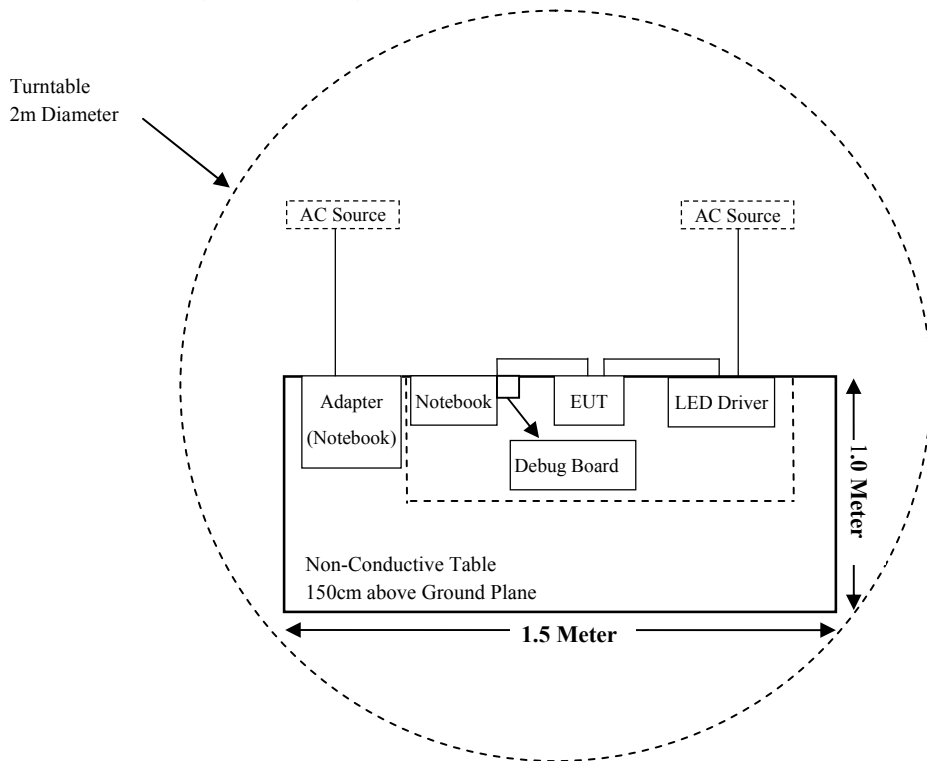 Turntable
2m Diameter
AC Source
AC Source
Adapter
(Notebook)
Notebook
EUT
LED Driver
Debug Board
1.0 Meter
Non-Conductive Table
150cm above Ground Plane
1.5 Meter